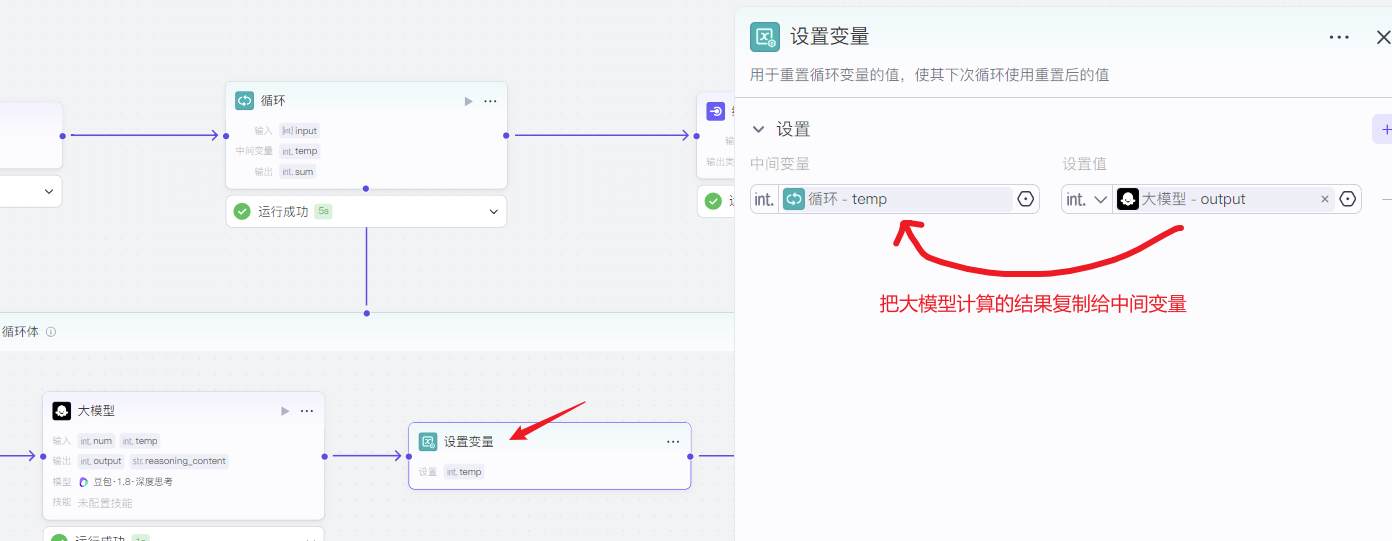 循环
输入 [int] input
中间变量 int. temp
输出 int. sum
运行成功 5s
输出类
循环体
大模型
输入 int. num int. temp
输出 int. output str. reasoning_content
模型 豆包·1.8·深度思考
技能 未配置技能
运行成功
设置变量
设置 int. temp
设置变量
用于重置循环变量的值，使其下次循环使用重置后的值
设置
中间变量 设置值
int. 循环 - temp int. 大模型 - output
把大模型计算的结果复制给中间变量